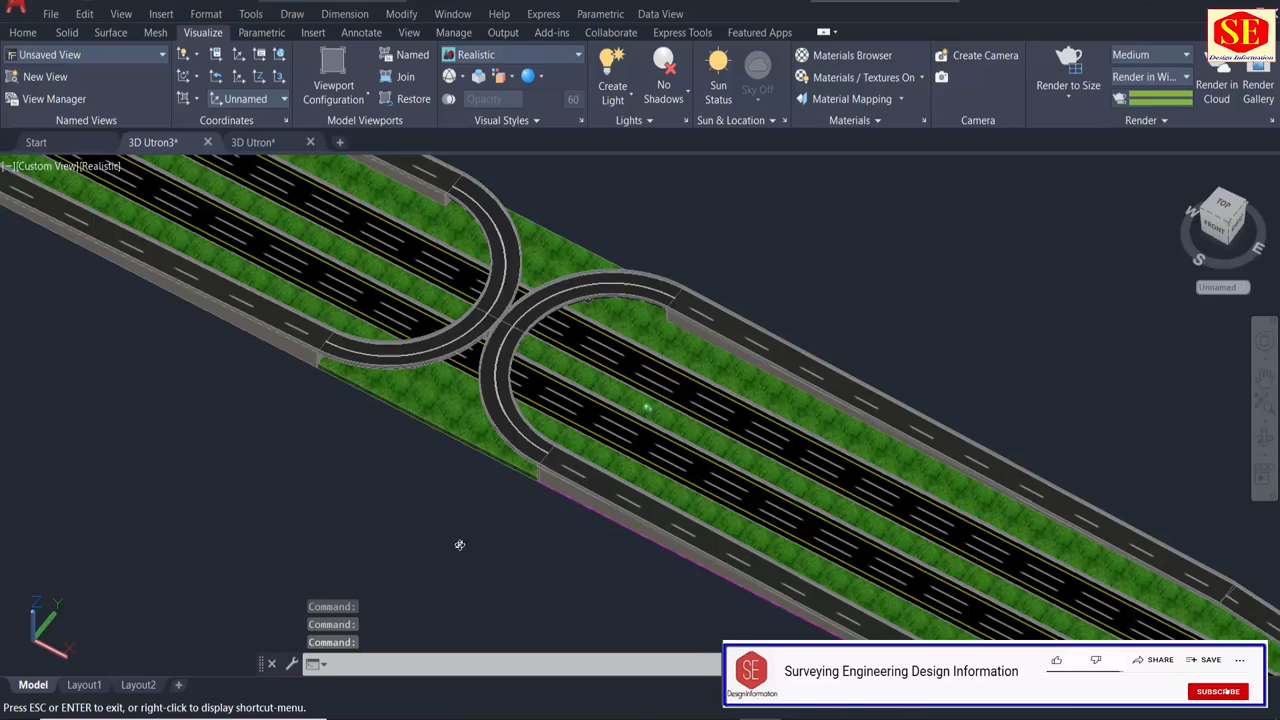 File Edit View Insert Format Tools Draw Dimension Modify Window Help Express Parametric Data View
Home Solid Surface Mesh Visualize Parametric Insert Annotate View Manage Output Add-ins Collaborate Express Tools Featured Apps
SE
Design Information
Unsaved View
New View
View Manager
Named Views
Unnamed
Coordinates
Viewport
Configuration
Named
Join
Restore
Model Viewports
Realistic
Opacity 60
Visual Styles
Create
Light
No
Shadows
Lights
Sun
Status
Sky Off
Sun & Location
Materials Browser
Materials / Textures On
Material Mapping
Materials
Create Camera
Camera
Render to Size
Medium
Render in Wi...
Render in
Cloud
Render
Gallery
Render
Start 3D Utron3* 3D Utron*
[−][Custom View][Realistic]
TOP
FRONT
W
S
E
Unnamed
Z
Y
X
Command:
Command:
Command:
SE
Design Information
Surveying Engineering Design Information
SHARE SAVE
SUBSCRIBE
Model Layout1 Layout2
Press ESC or ENTER to exit, or right-click to display shortcut-menu.